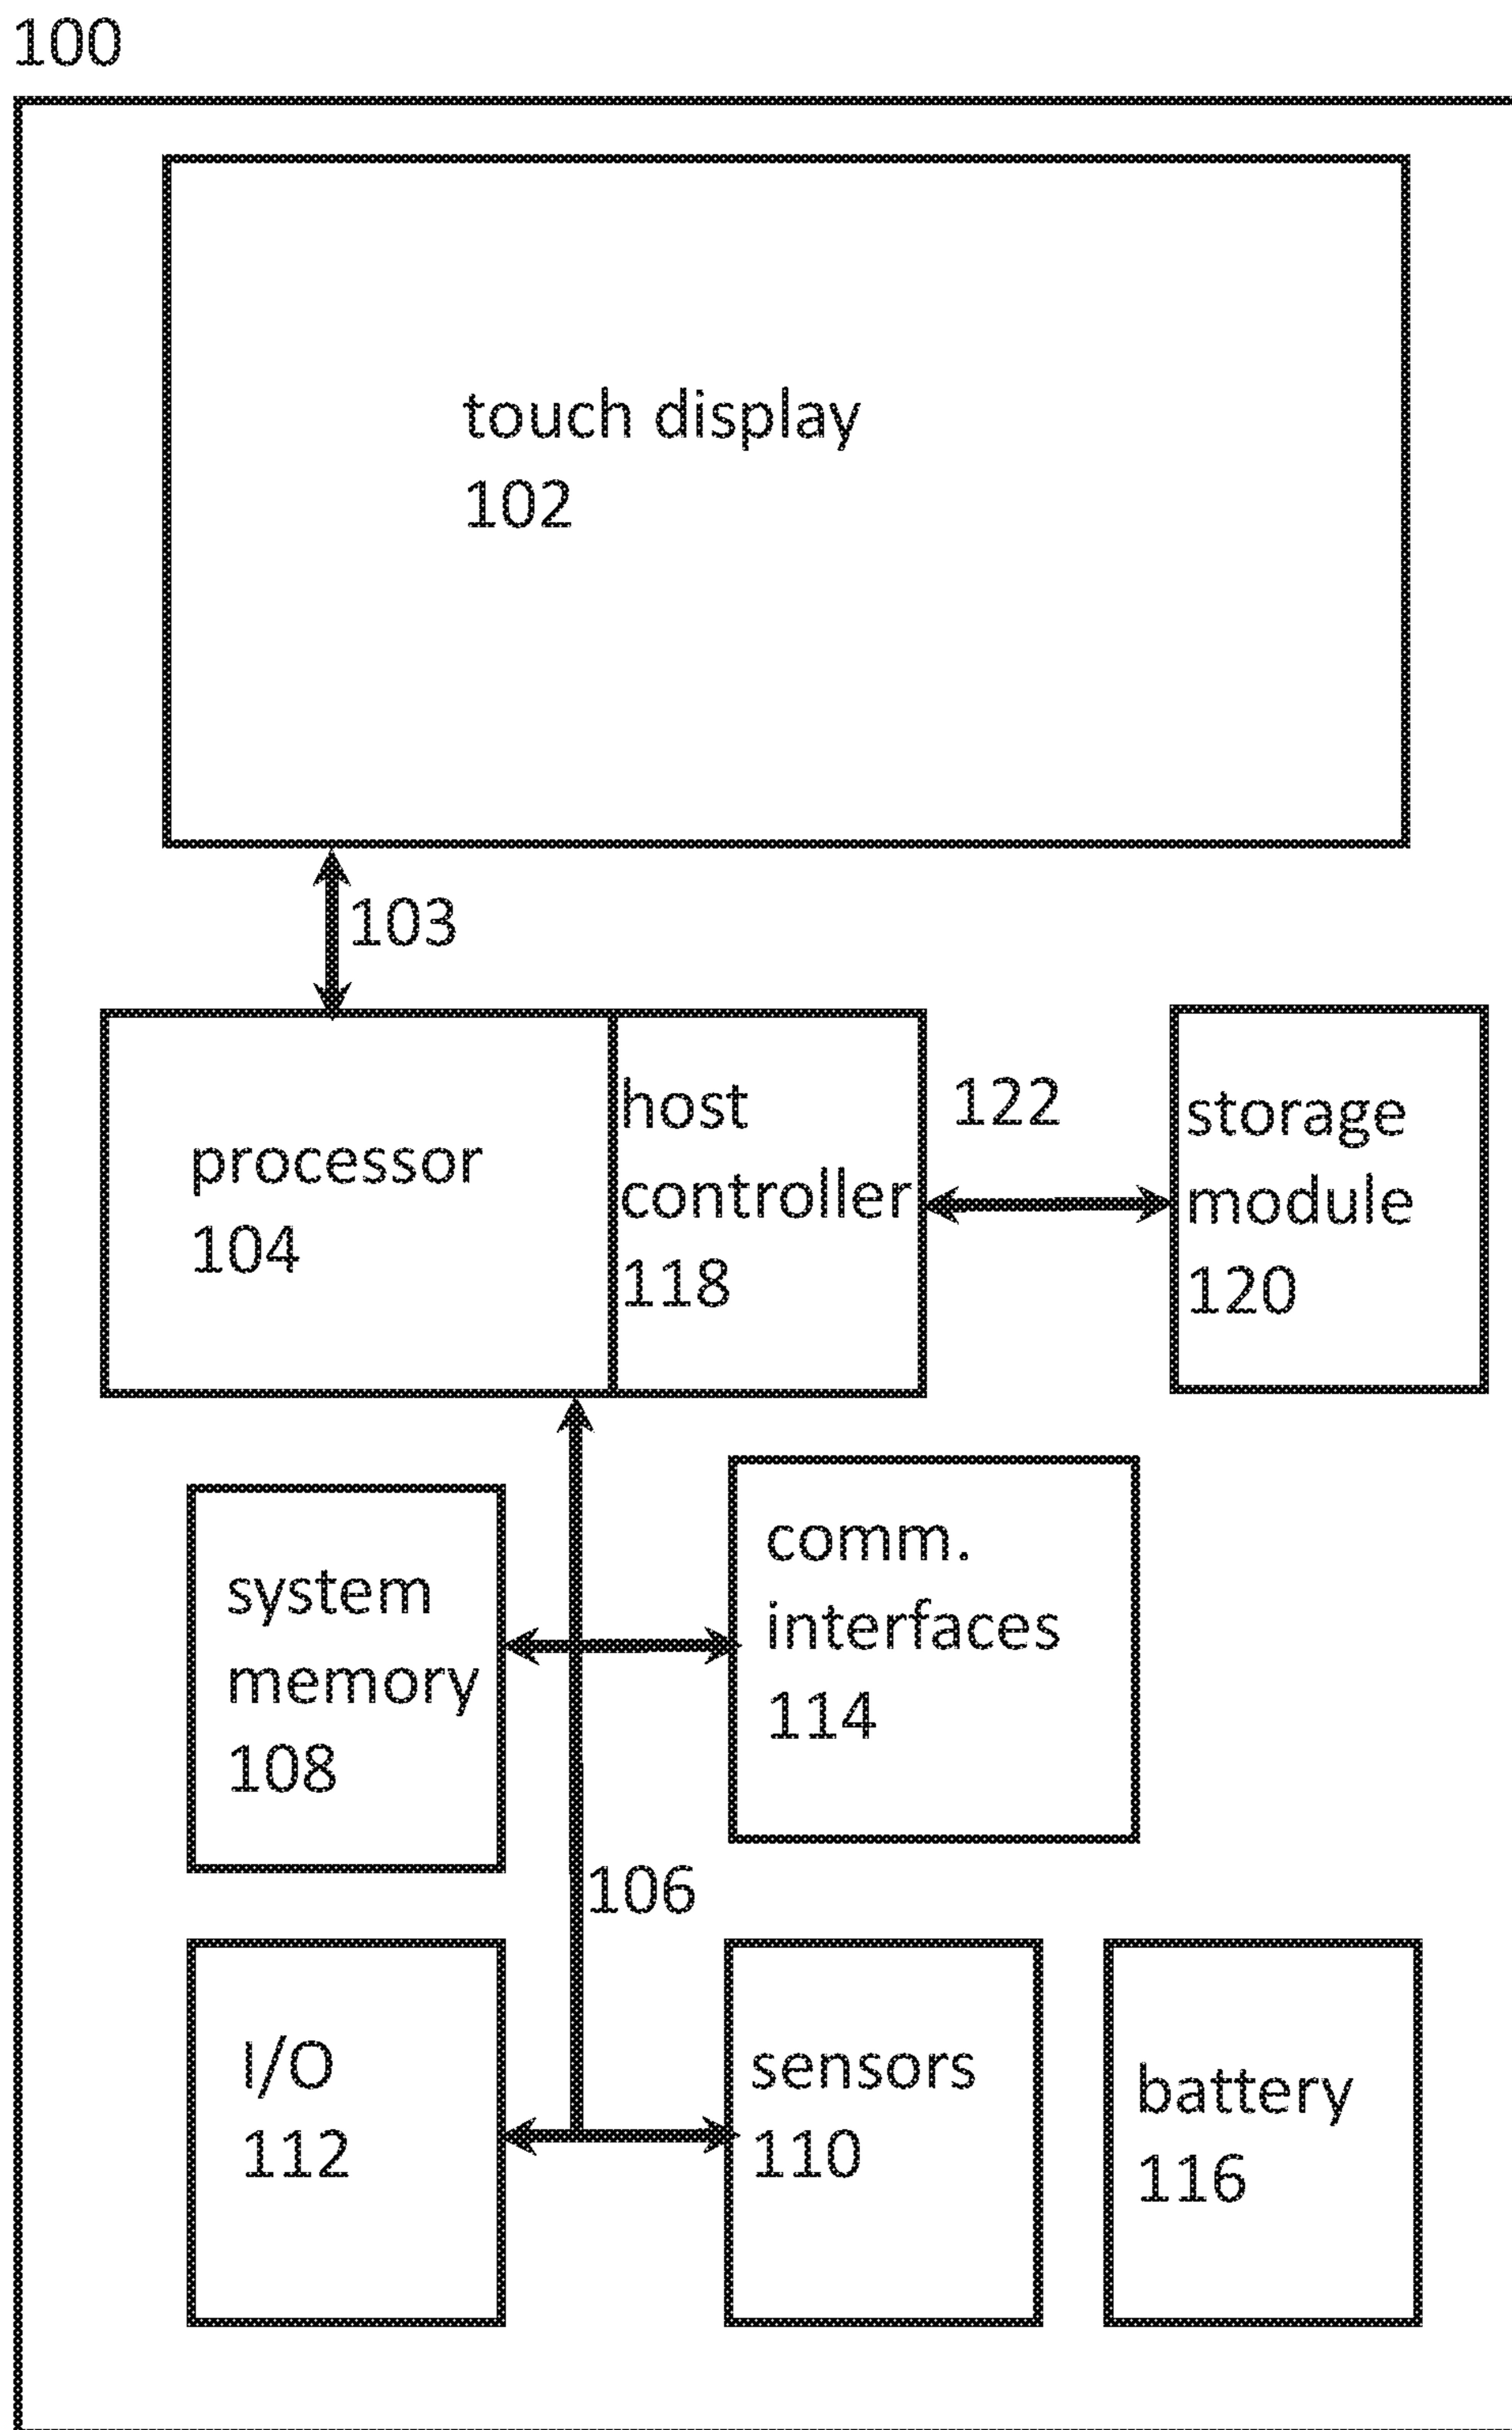 100
touch display
102
103
processor
104
host
controller
118
122
storage
module
120
system
memory
108
comm.
interfaces
114
106
I/O
112
sensors
110
battery
116